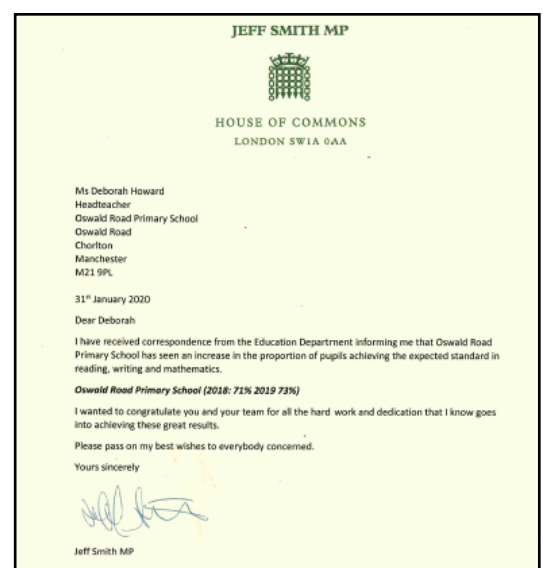 JEFF SMITH MP
HOUSE OF COMMONS
LONDON SW1A 0AA
Ms Deborah Howard
Headteacher
Oswald Road Primary School
Oswald Road
Chorlton
Manchester
M21 9PL
31st January 2020
Dear Deborah
I have received correspondence from the Education Department informing me that Oswald Road
Primary School has seen an increase in the proportion of pupils achieving the expected standard in
reading, writing and mathematics.
Oswald Road Primary School (2018: 71% 2019 73%)
I wanted to congratulate you and your team for all the hard work and dedication that I know goes
into achieving these great results.
Please pass on my best wishes to everybody concerned.
Yours sincerely
Jeff Smith MP